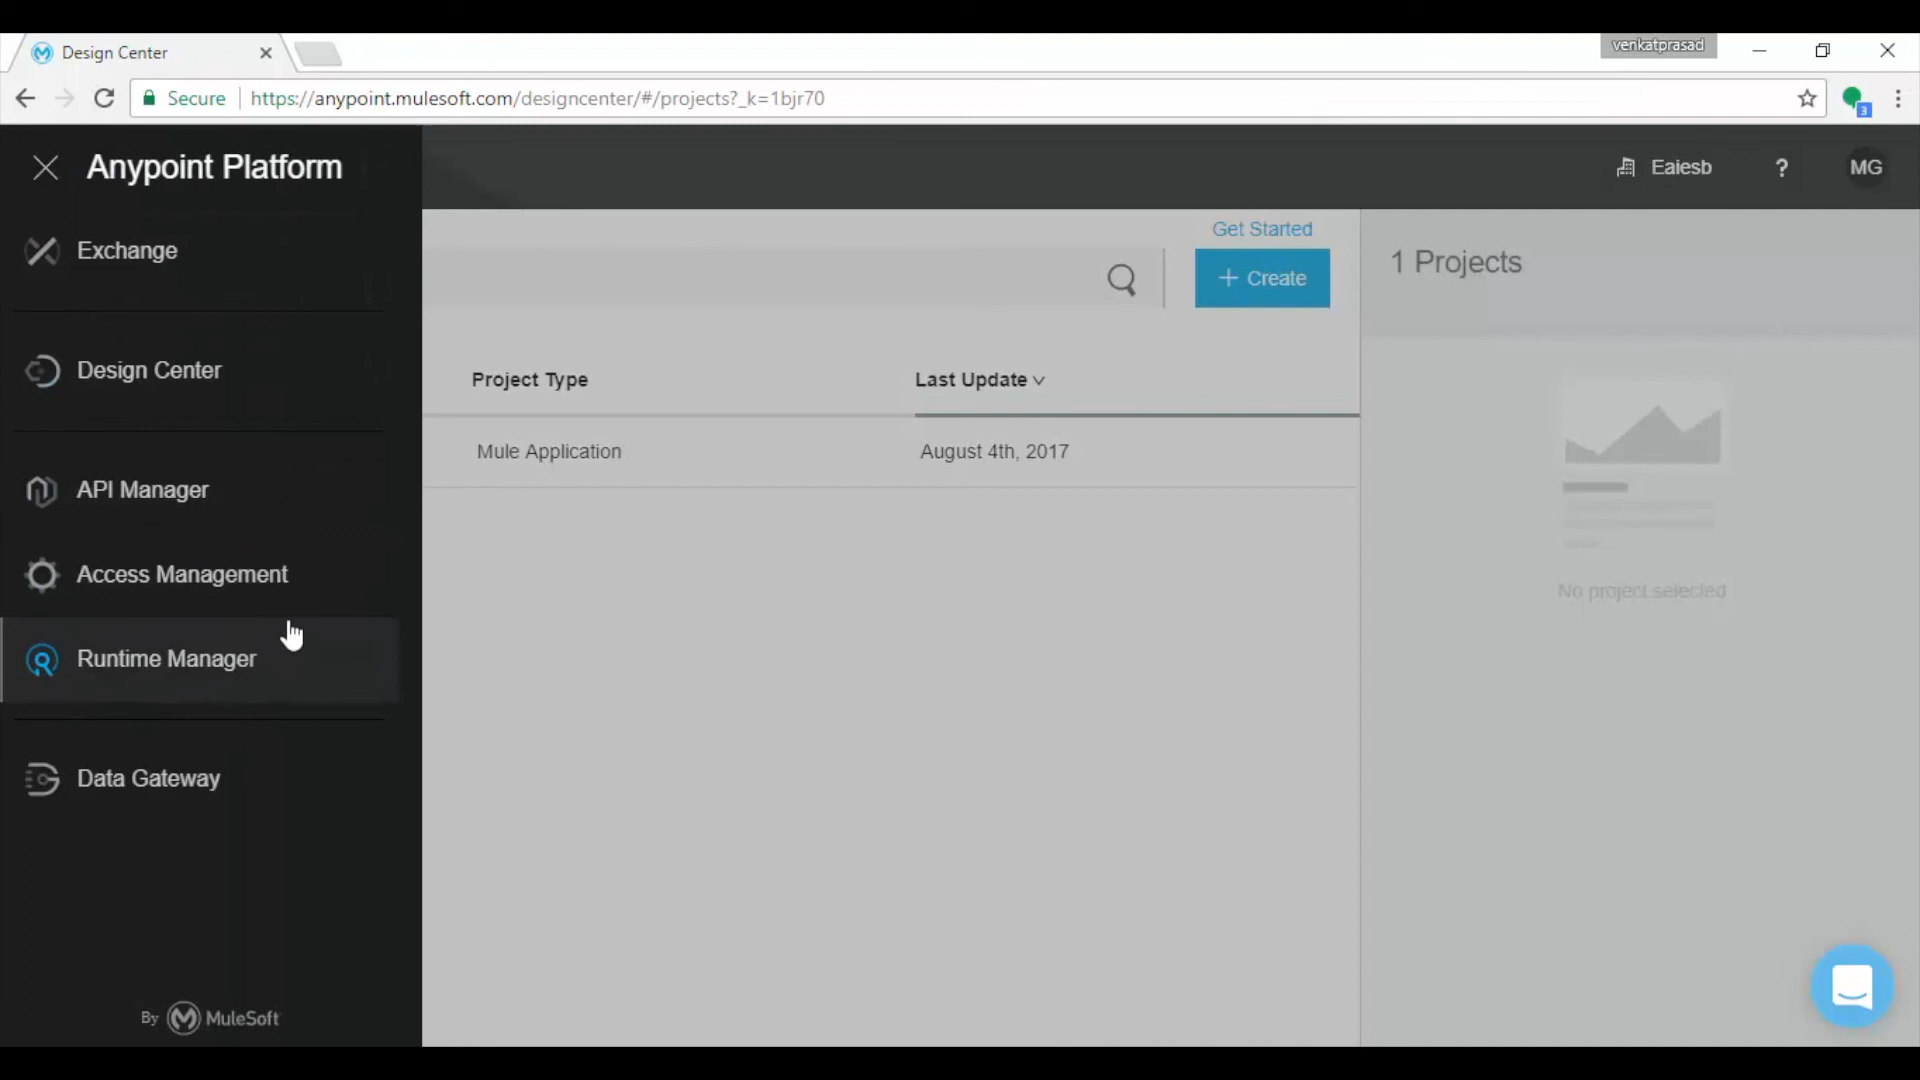 Design Center
venkatprasad
Secure
https://anypoint.mulesoft.com/designcenter/#/projects?_k=1bjr70
3
Anypoint Platform
Eaiesb
?
MG
Exchange
Get Started
+ Create
1 Projects
Design Center
Project Type
Last Update
Mule Application
August 4th, 2017
API Manager
Access Management
No project selected
Runtime Manager
Data Gateway
By MuleSoft